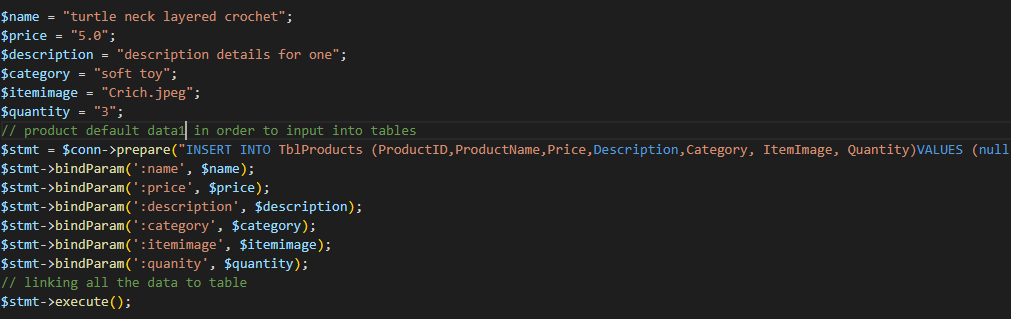 $name = "turtle neck layered crochet";
$price = "5.0";
$description = "description details for one";
$category = "soft toy";
$itemimage = "Crich.jpeg";
$quantity = "3";
// product default data1 in order to input into tables
$stmt = $conn->prepare("INSERT INTO TblProducts (ProductID,ProductName,Price,Description,Category, ItemImage, Quantity)VALUES (null
$stmt->bindParam(':name', $name);
$stmt->bindParam(':price', $price);
$stmt->bindParam(':description', $description);
$stmt->bindParam(':category', $category);
$stmt->bindParam(':itemimage', $itemimage);
$stmt->bindParam(':quanity', $quantity);
// linking all the data to table
$stmt->execute();